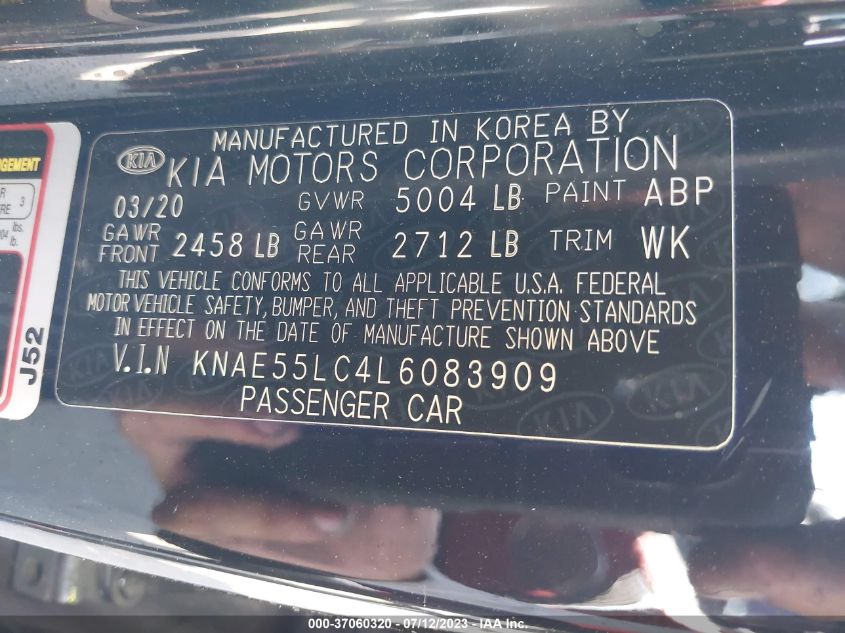 MANUFACTURED IN KOREA BY
KIA KIA MOTORS CORPORATION
03/20 GVWR 5004 LB PAINT ABP
GAWR FRONT 2458 LB GAWR REAR 2712 LB TRIM WK
THIS VEHICLE CONFORMS TO ALL APPLICABLE U.S.A. FEDERAL
MOTOR VEHICLE SAFETY, BUMPER, AND THEFT PREVENTION STANDARDS
IN EFFECT ON THE DATE OF MANUFACTURE SHOWN ABOVE
V.I.N KNAE55LC4L6083909
PASSENGER CAR
3
lbs.
lb.
J52
000-37060320 - 07/12/2023 - IAA Inc.